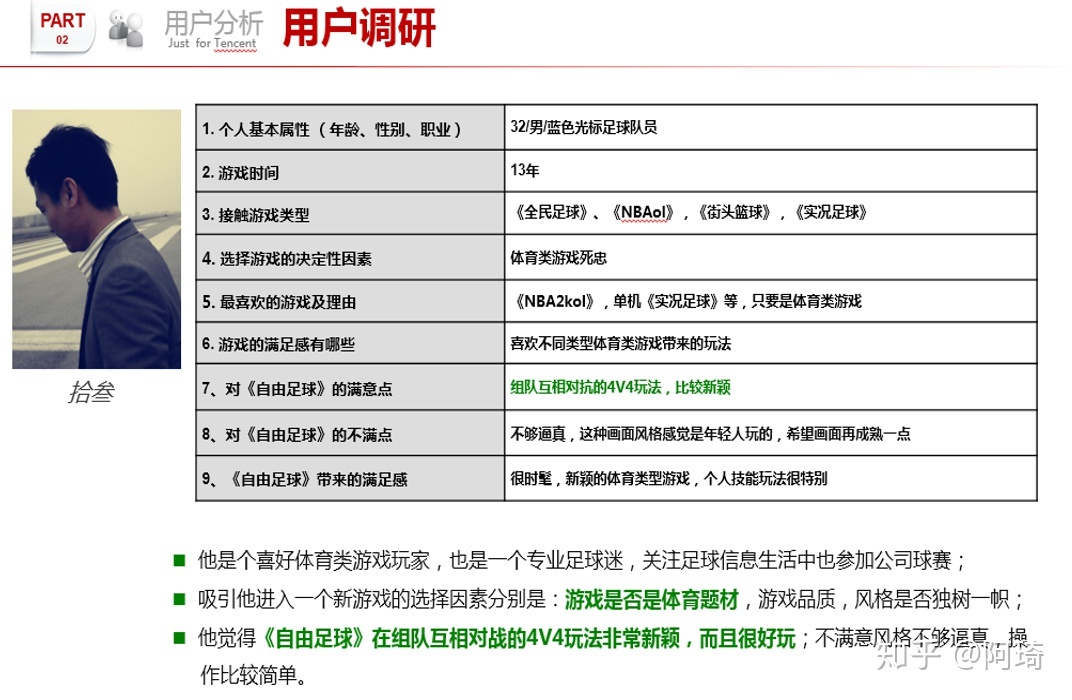 PART
02
用户分析
Just for Tencent
用户调研
拾叁
1. 个人基本属性（年龄、性别、职业）
32/男/蓝色光标足球队员
2. 游戏时间
13年
3. 接触游戏类型
《全民足球》、《NBAol》，《街头篮球》，《实况足球》
4. 选择游戏的决定性因素
体育类游戏死忠
5. 最喜欢的游戏及理由
《NBA2kol》，单机《实况足球》等，只要是体育类游戏
6. 游戏的满足感有哪些
喜欢不同类型体育类游戏带来的玩法
7、对《自由足球》的满意点
组队互相对抗的4V4玩法，比较新颖
8、对《自由足球》的不满点
不够逼真，这种画面风格感觉是年轻人玩的，希望画面再成熟一点
9、《自由足球》带来的满足感
很时髦，新颖的体育类型游戏，个人技能玩法很特别
■ 他是个喜好体育类游戏玩家，也是一个专业足球迷，关注足球信息生活中也参加公司球赛；
■ 吸引他进入一个新游戏的选择因素分别是：游戏是否是体育题材，游戏品质，风格是否独树一帜；
■ 他觉得《自由足球》在组队互相对战的4V4玩法非常新颖，而且很好玩；不满意风格不够逼真，操
作比较简单。
知乎 @阿琦